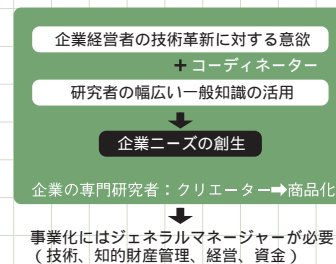 企業経営者の技術革新に対する意欲
+ コーディネーター
研究者の幅広い一般知識の活用
企業ニーズの創生
企業の専門研究者：クリエーター➡商品化
事業化にはジェネラルマネージャーが必要
（技術、知的財産管理、経営、資金）